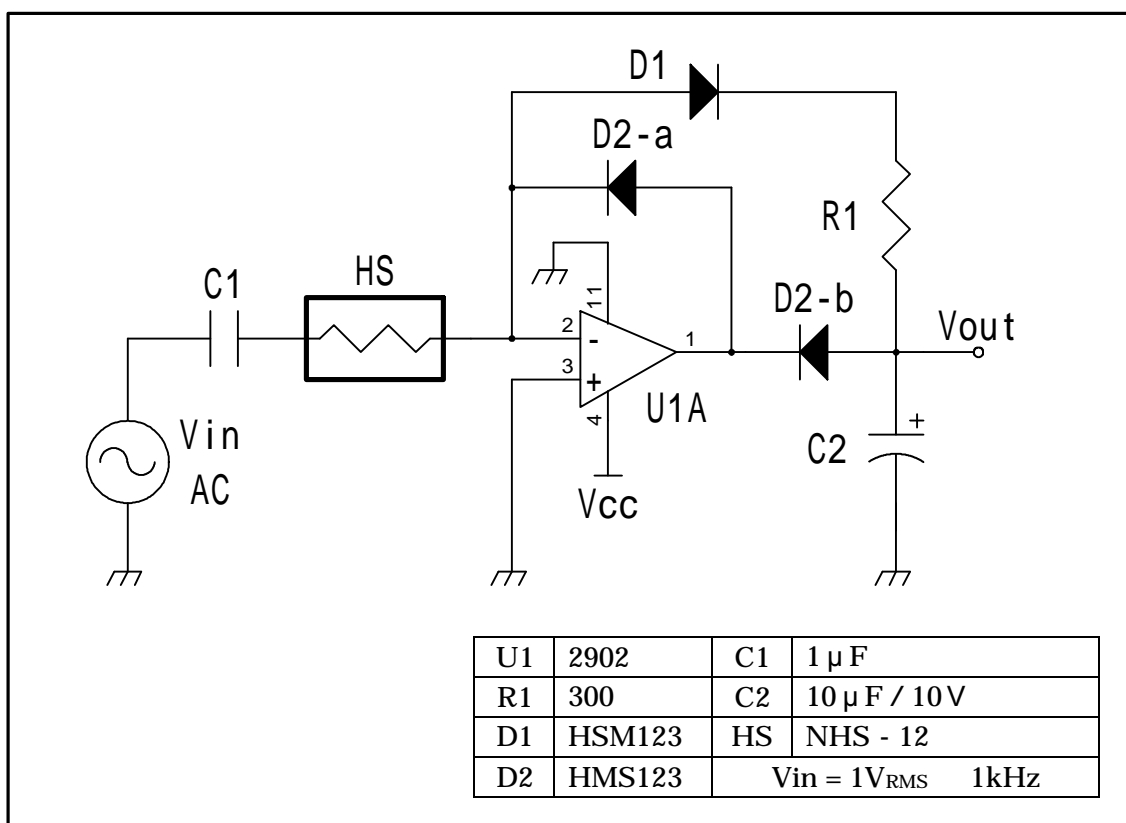 D1
D2-a
R1
C1
HS
11
D2-b
Vout
2
-
1
3
+
U1A
4
Vin
AC
Vcc
C2
+
U1 2902 C1 1μF
R1 300 C2 10μF / 10V
D1 HSM123 HS NHS - 12
D2 HMS123 Vin = 1VRMS 1kHz